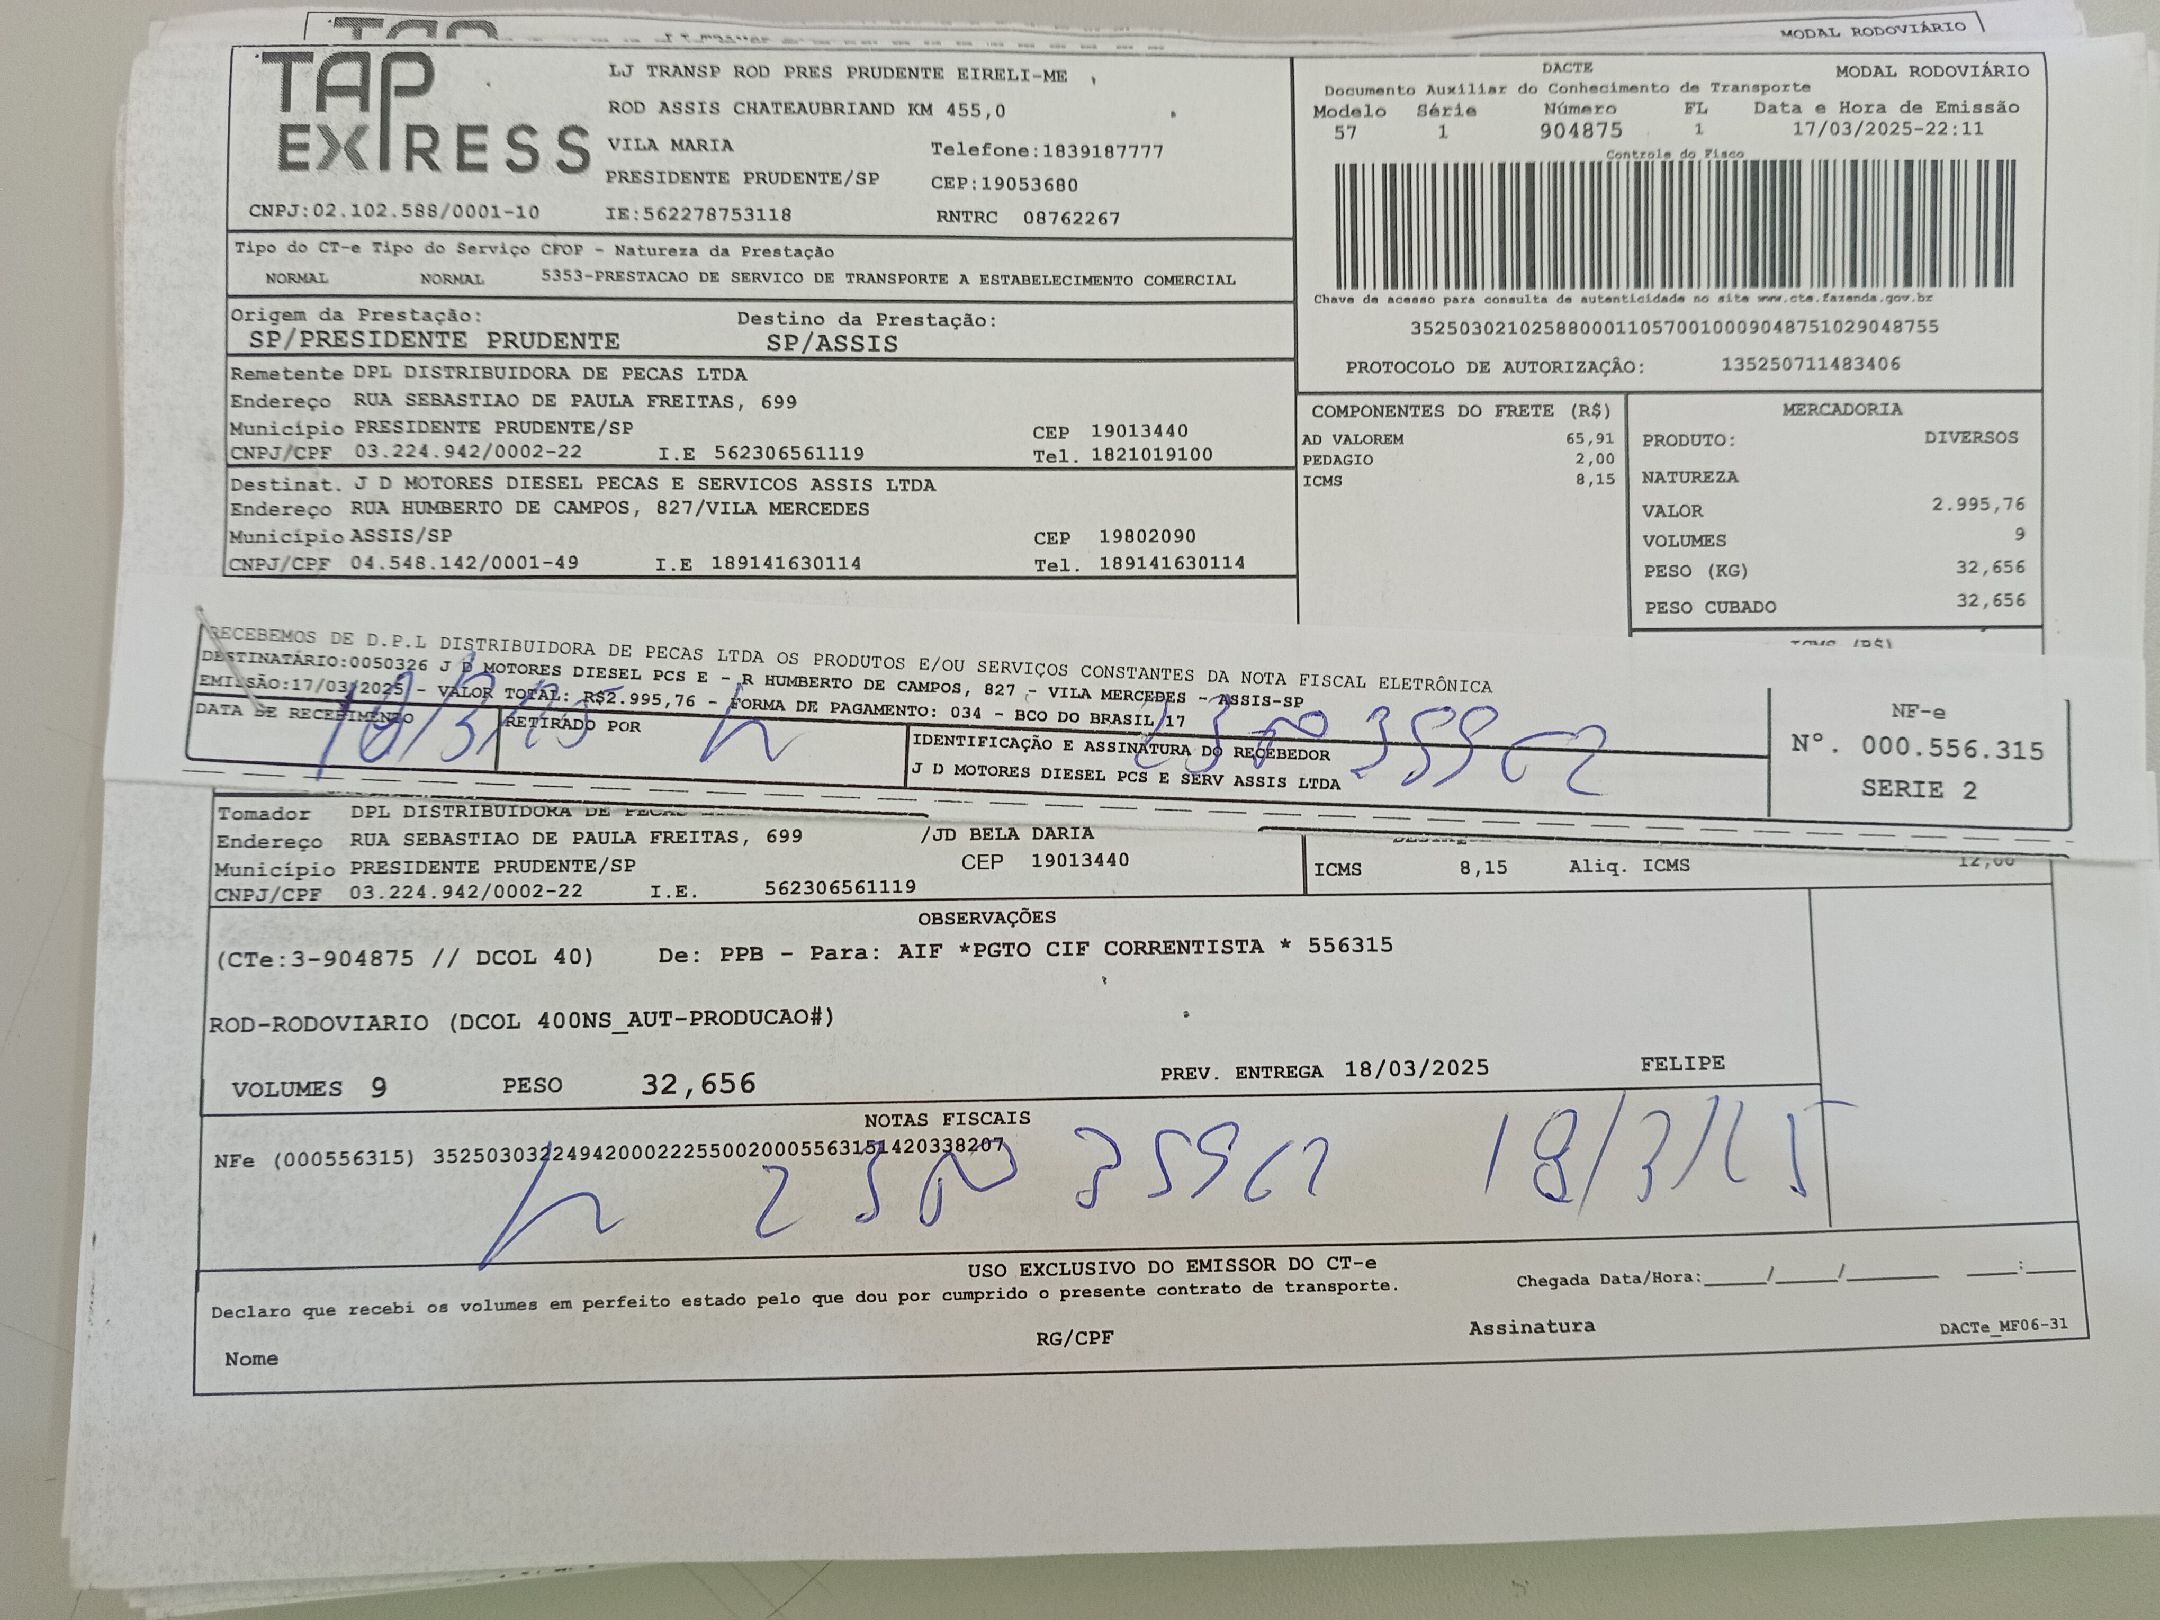 MODAL RODOVIÁRIO
TAP EXPRESS
LJ TRANSP ROD PRES PRUDENTE EIRELI-ME
ROD ASSIS CHATEAUBRIAND KM 455,0
VILA MARIA Telefone:1839187777
PRESIDENTE PRUDENTE/SP CEP:19053680
CNPJ:02.102.588/0001-10 IE:562278753118 RNTRC 08762267
DACTE MODAL RODOVIÁRIO
Documento Auxiliar do Conhecimento de Transporte
Modelo Série Número FL Data e Hora de Emissão
57 1 904875 1 17/03/2025-22:11
Controle do Fisco
Chave de acesso para consulta de autenticidade no site www.cte.fazenda.gov.br
35250302102588000110570010009048751029048755
PROTOCOLO DE AUTORIZAÇÂO: 135250711483406
Tipo do CT-e Tipo do Serviço CFOP - Natureza da Prestação
NORMAL NORMAL 5353-PRESTACAO DE SERVICO DE TRANSPORTE A ESTABELECIMENTO COMERCIAL
Origem da Prestação: Destino da Prestação:
SP/PRESIDENTE PRUDENTE SP/ASSIS
Remetente DPL DISTRIBUIDORA DE PECAS LTDA
Endereço RUA SEBASTIAO DE PAULA FREITAS, 699
Município PRESIDENTE PRUDENTE/SP CEP 19013440
CNPJ/CPF 03.224.942/0002-22 I.E 562306561119 Tel. 1821019100
Destinat. J D MOTORES DIESEL PECAS E SERVICOS ASSIS LTDA
Endereço RUA HUMBERTO DE CAMPOS, 827/VILA MERCEDES
Município ASSIS/SP CEP 19802090
CNPJ/CPF 04.548.142/0001-49 I.E 189141630114 Tel. 189141630114
COMPONENTES DO FRETE (R$)
AD VALOREM 65,91
PEDAGIO 2,00
ICMS 8,15
MERCADORIA
PRODUTO: DIVERSOS
NATUREZA
VALOR 2.995,76
VOLUMES 9
PESO (KG) 32,656
PESO CUBADO 32,656
RECEBEMOS DE D.P.L DISTRIBUIDORA DE PECAS LTDA OS PRODUTOS E/OU SERVIÇOS CONSTANTES DA NOTA FISCAL ELETRÔNICA
DESTINATÁRIO:0050326 J D MOTORES DIESEL PCS E - R HUMBERTO DE CAMPOS, 827 - VILA MERCEDES - ASSIS-SP
EMISSÃO:17/03/2025 - VALOR TOTAL: R$2.995,76 - FORMA DE PAGAMENTO: 034 - BCO DO BRASIL 17
DATA DE RECEBIMENTO RETIRADO POR IDENTIFICAÇÃO E ASSINATURA DO RECEBEDOR
J D MOTORES DIESEL PCS E SERV ASSIS LTDA
NF-e
Nº. 000.556.315
SERIE 2
Tomador DPL DISTRIBUIDORA DE PECAS
Endereço RUA SEBASTIAO DE PAULA FREITAS, 699 /JD BELA DARIA
Município PRESIDENTE PRUDENTE/SP CEP 19013440
CNPJ/CPF 03.224.942/0002-22 I.E. 562306561119
ICMS 8,15 Aliq. ICMS 12,00
OBSERVAÇÕES
(CTe:3-904875 // DCOL 40) De: PPB - Para: AIF *PGTO CIF CORRENTISTA * 556315
ROD-RODOVIARIO (DCOL 400NS_AUT-PRODUCAO#)
VOLUMES 9 PESO 32,656 PREV. ENTREGA 18/03/2025 FELIPE
NOTAS FISCAIS
NFe (000556315) 35250303224942000222550020005563151420338207
18/3/25
USO EXCLUSIVO DO EMISSOR DO CT-e
Declaro que recebi os volumes em perfeito estado pelo que dou por cumprido o presente contrato de transporte. Chegada Data/Hora:_____/_____/_______ ____:____
Nome RG/CPF Assinatura DACTe_MF06-31